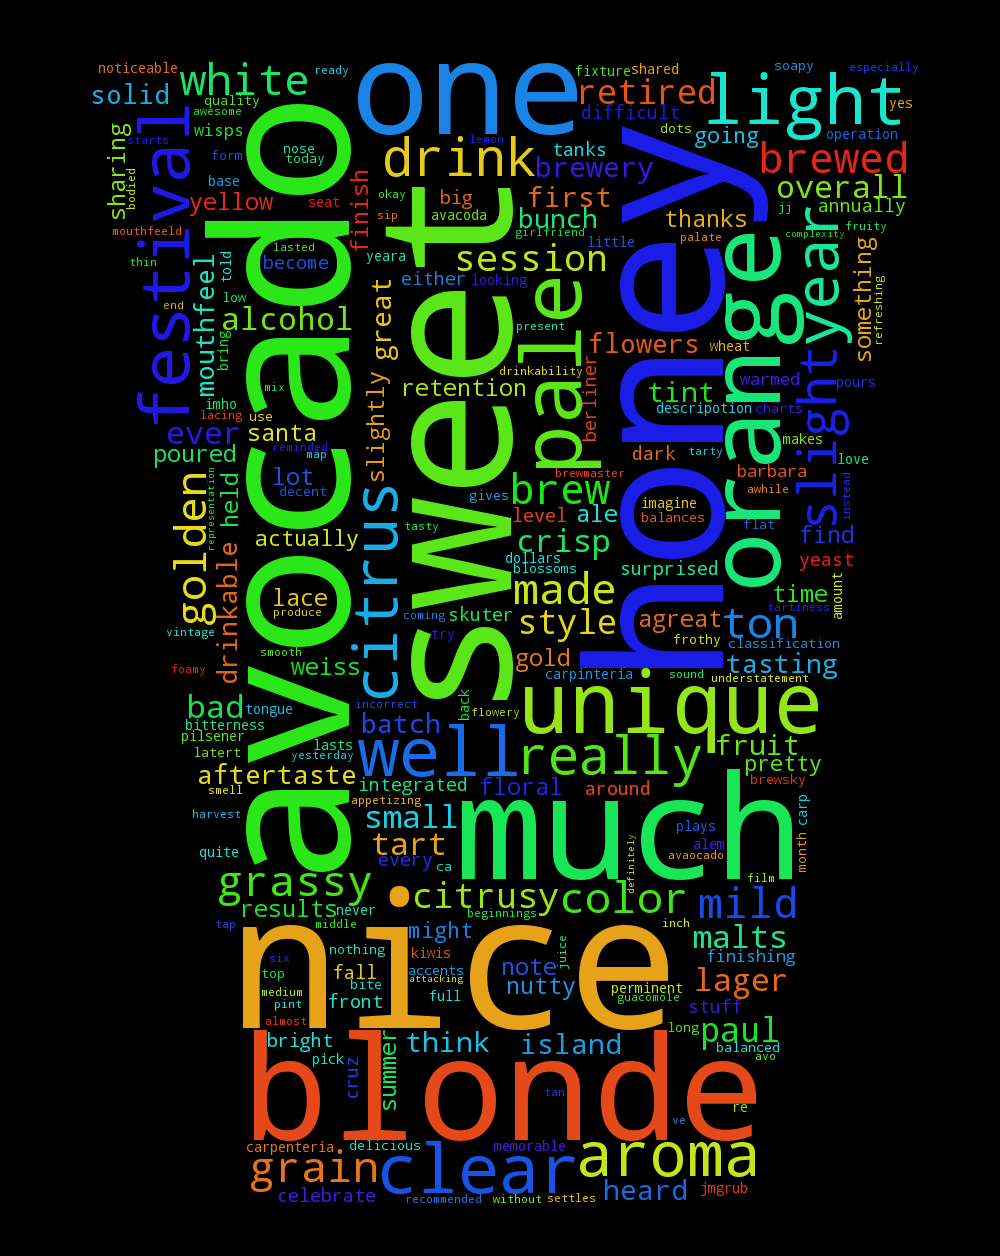 noticeable
white
ready
one
fixture
shared
soapy
especially
solid
quality
retired
light
yes
awesome
difficult
festival
starts
wisps
avocado
nose
today
drink
lemon
tanks
dots
going
operation
sharing
bodied
form
brewery
brewed
base
seat
finish
okay
big
first
honey
overall
yellow
sip
avacoda
bunch
thanks
jj
annually
mouthfeeld
girlfriend
palate
complexity
fruity
thin
told
lasted
become
yeara
sweet
session
little
orange
year
something
refreshing
mouthfeel
low
either
looking
pale
end
alcohol
great
present
flowers
wheat
bring
slightly
drinkability
berliner
mix
retention
tint
warmed
slight
pours
imho
lacing
use
descripotion
charts
ever
santa
reminded
map
dark
tarty
makes
poured
lot
decent
brewmaster
barbara
love
golden
representation
held
citrus
gives
brew
imagine
balances
awhile
instead
level
ale
flat
find
actually
tasty
crisp
drinkable
dollars
blossoms
surprised
yeast
lace
produce
made
time
amount
coming
skuter
style
agreat
ton
tartiness
vintage
try
frothy
classification
smooth
weiss
gold
tasting
foamy
carpinteria
sound
understatement
bad
tongue
incorrect
back
flowery
unique
bitterness
batch
pilsener
latert
lasts
yesterday
well
really
fruit
pretty
aftertaste
smell
integrated
floral
around
brewsky
appetizing
harvest
small
much
plays
carp
quite
tart
every
ca
definitely
alem
avaocado
month
grassy
film
citrusy
color
mild
results
never
beginnings
tap
middle
might
inch
malts
nothing
kiwis
juice
finishing
six
top
fall
accents
note
nice
bite
attacking
nutty
lager
medium
pint
front
full
perminent
guacomole
stuff
almost
long
paul
bright
think
island
balanced
pick
cruz
summer
avo
blonde
tan
re
ve
carpenteria
delicious
memorable
aroma
grain
clear
celebrate
recommended
without
settles
heard
jmgrub